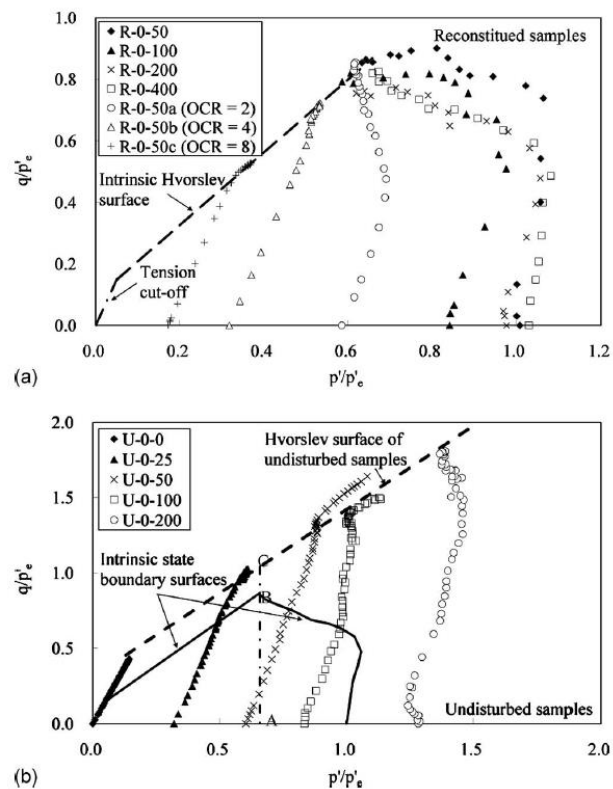 (a)
q/p'e
1.0
0.8
0.6
0.4
0.2
0.0
R-0-50
R-0-100
R-0-200
R-0-400
R-0-50a (OCR = 2)
R-0-50b (OCR = 4)
R-0-50c (OCR = 8)
Reconstitued samples
Intrinsic Hvorslev
surface
Tension
cut-off
0.0 0.2 0.4 0.6 0.8 1.0 1.2
p'/p'e
(b)
q/p'e
2.0
1.5
1.0
0.5
0.0
U-0-0
U-0-25
U-0-50
U-0-100
U-0-200
Hvorslev surface of
undisturbed samples
Intrinsic state
boundary surfaces
C
B
A
Undisturbed samples
0.0 0.5 1.0 1.5 2.0
p'/p'e